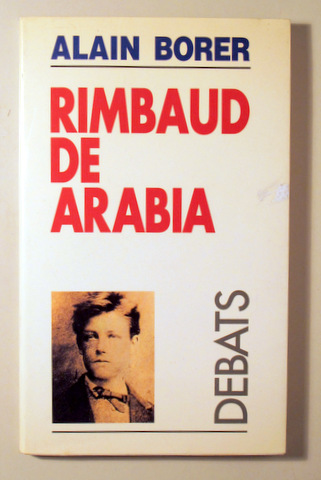 ALAIN BORER
RIMBAUD
DE
ARABIA
DEBATS